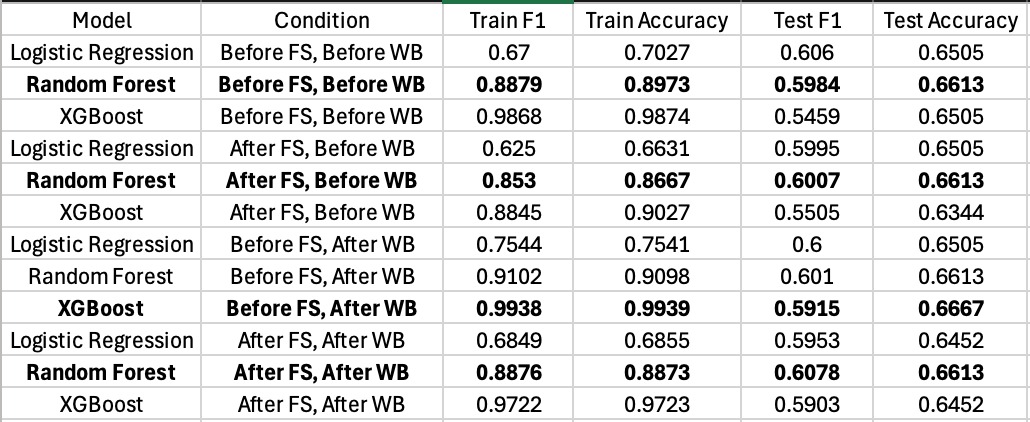 Model Condition Train F1 Train Accuracy Test F1 Test Accuracy
Logistic Regression Before FS, Before WB 0.67 0.7027 0.606 0.6505
Random Forest Before FS, Before WB 0.8879 0.8973 0.5984 0.6613
XGBoost Before FS, Before WB 0.9868 0.9874 0.5459 0.6505
Logistic Regression After FS, Before WB 0.625 0.6631 0.5995 0.6505
Random Forest After FS, Before WB 0.853 0.8667 0.6007 0.6613
XGBoost After FS, Before WB 0.8845 0.9027 0.5505 0.6344
Logistic Regression Before FS, After WB 0.7544 0.7541 0.6 0.6505
Random Forest Before FS, After WB 0.9102 0.9098 0.601 0.6613
XGBoost Before FS, After WB 0.9938 0.9939 0.5915 0.6667
Logistic Regression After FS, After WB 0.6849 0.6855 0.5953 0.6452
Random Forest After FS, After WB 0.8876 0.8873 0.6078 0.6613
XGBoost After FS, After WB 0.9722 0.9723 0.5903 0.6452